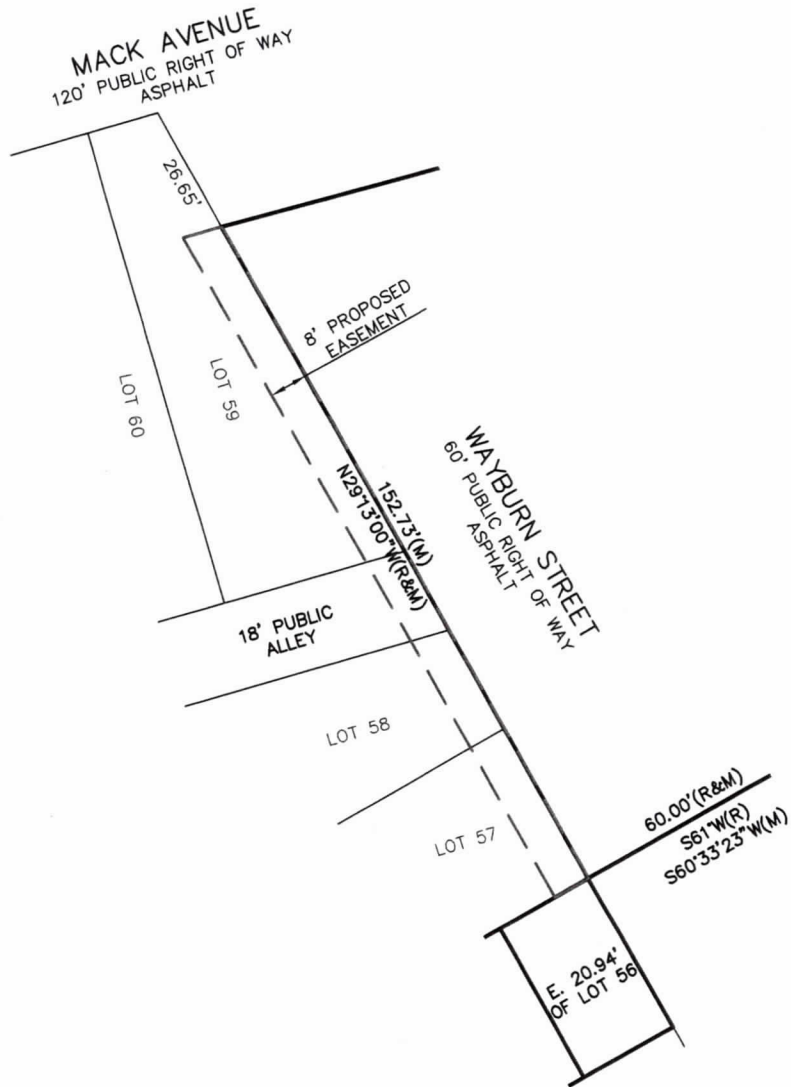 MACK AVENUE
120' PUBLIC RIGHT OF WAY
ASPHALT
26.65'
8' PROPOSED
EASEMENT
LOT 60
LOT 59
152.73'(M)
N29°13'00"W(R&M)
WAYBURN STREET
60' PUBLIC RIGHT OF WAY
ASPHALT
18' PUBLIC
ALLEY
LOT 58
LOT 57
60.00'(R&M)
S61°W(R)
S60°33'23"W(M)
E. 20.94'
OF LOT 56